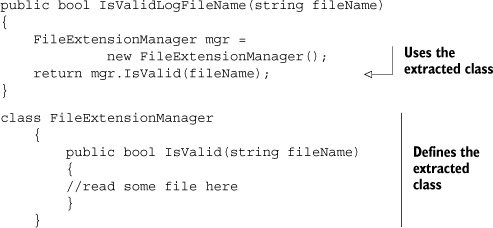 public bool IsValidLogFileName(string fileName)
{
    FileExtensionManager mgr =
            new FileExtensionManager();
    return mgr.IsValid(fileName);
}
Uses the
extracted class
class FileExtensionManager
    {
        public bool IsValid(string fileName)
        {
        //read some file here
        }
    }
Defines the
extracted
class